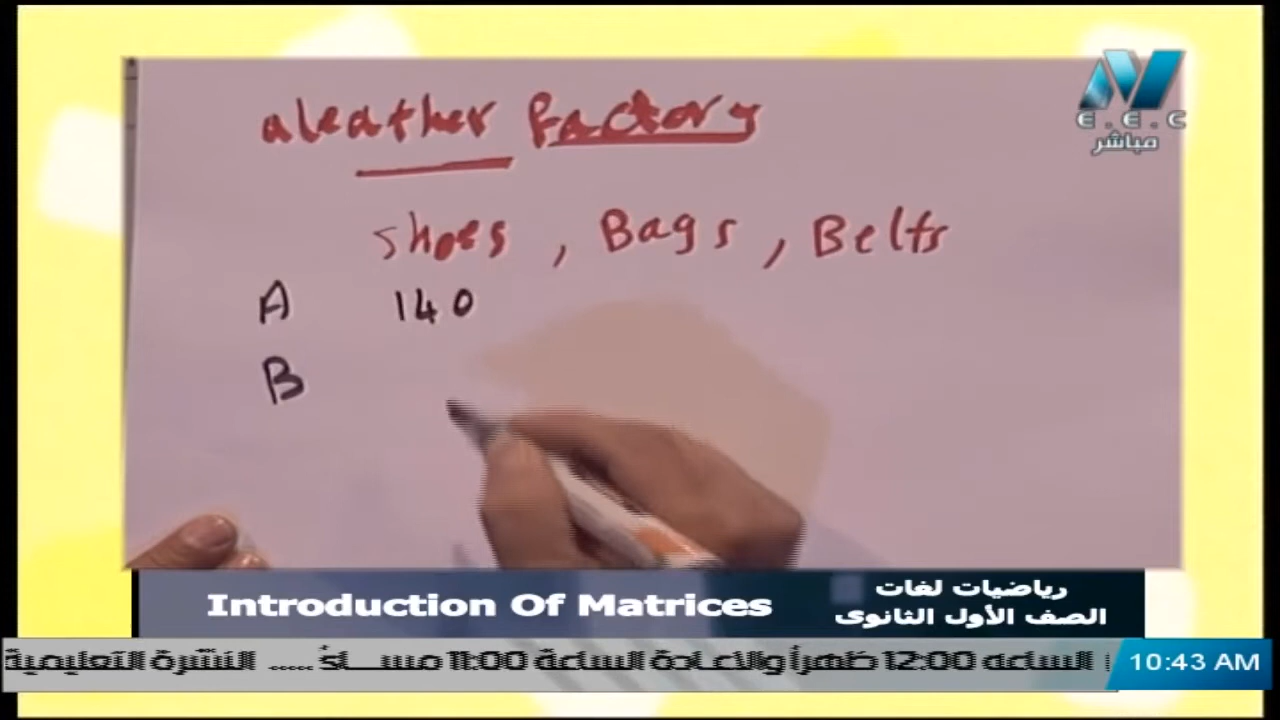 aleather factory
E.E.C
مباشر
shoes , Bags , Belts
A 140
B
Introduction Of Matrices
رياضيات لغات
الصف الأول الثانوى
الساعه 12:00 ظهراً والاعادة الساعة 11:00 مســاءً ..... النشرة التعليمية
10:43 AM